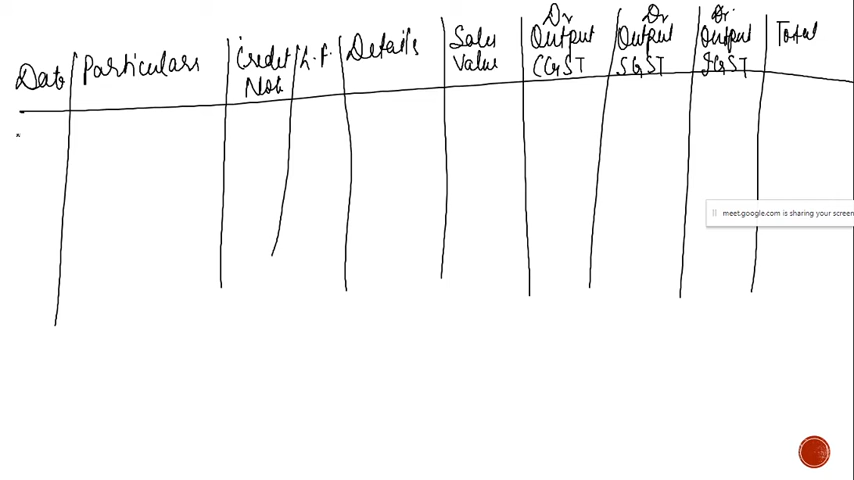 Date Particulars Credit Note L.F. Details Sales Value Dr Output CGST Dr Output SGST Dr. Output IGST Total
meet.google.com is sharing your screen